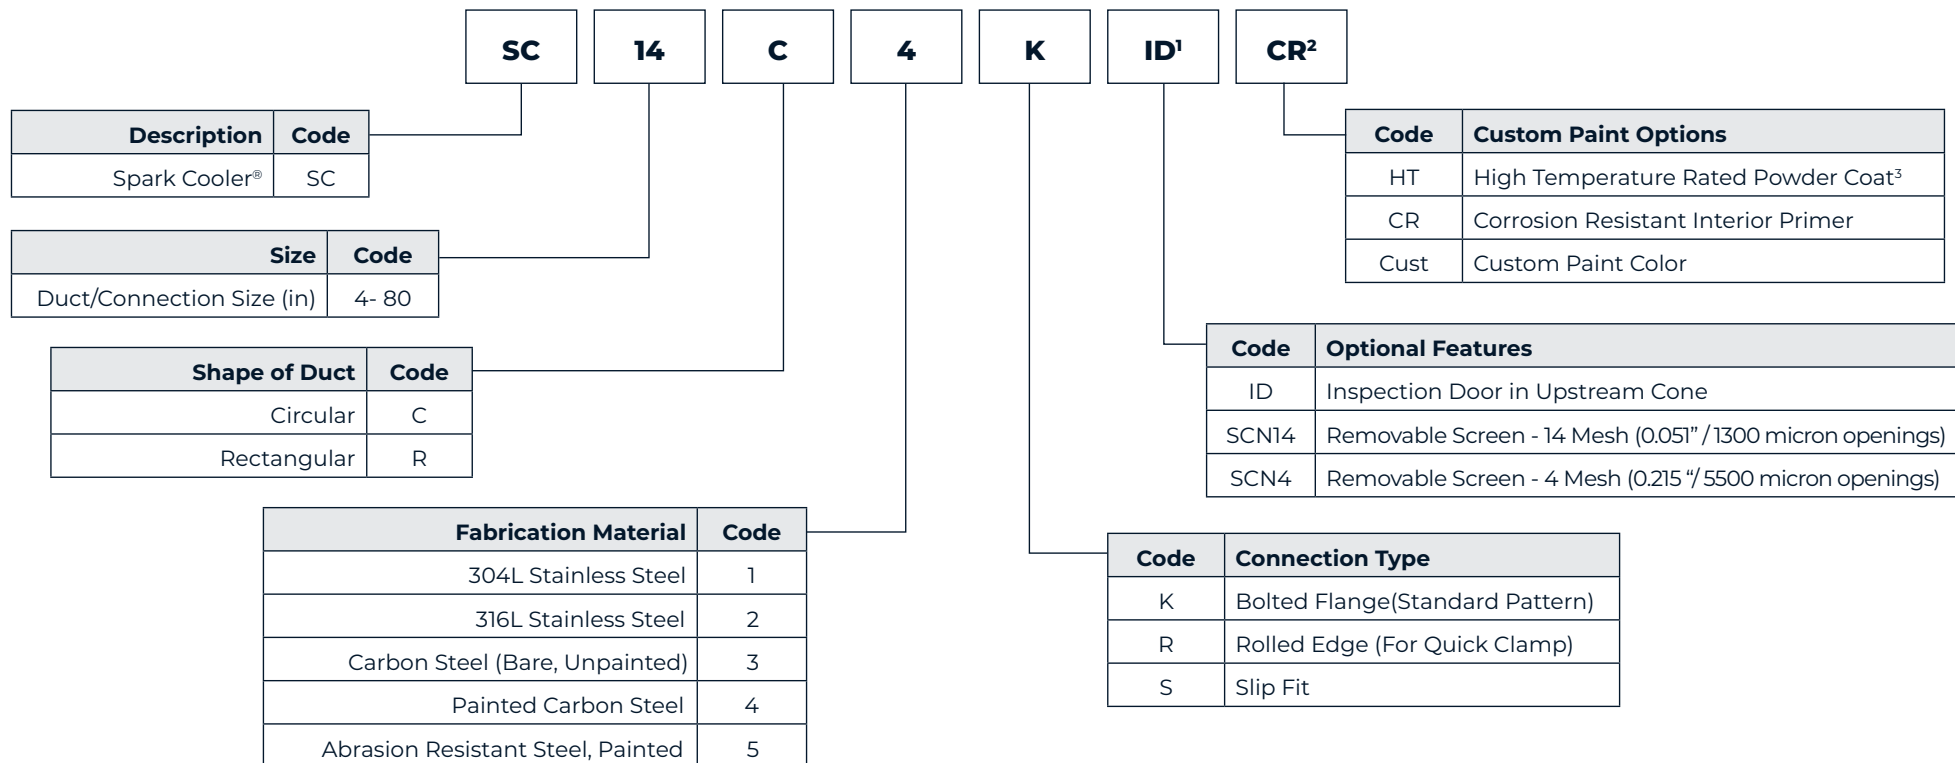 SC 14 C 4 K ID¹ CR²
Description Code
Spark Cooler® SC
Size Code
Duct/Connection Size (in) 4- 80
Shape of Duct Code
Circular C
Rectangular R
Fabrication Material Code
304L Stainless Steel 1
316L Stainless Steel 2
Carbon Steel (Bare, Unpainted) 3
Painted Carbon Steel 4
Abrasion Resistant Steel, Painted 5
Code Custom Paint Options
HT High Temperature Rated Powder Coat³
CR Corrosion Resistant Interior Primer
Cust Custom Paint Color
Code Optional Features
ID Inspection Door in Upstream Cone
SCN14 Removable Screen - 14 Mesh (0.051” / 1300 micron openings)
SCN4 Removable Screen - 4 Mesh (0.215 “/ 5500 micron openings)
Code Connection Type
K Bolted Flange(Standard Pattern)
R Rolled Edge (For Quick Clamp)
S Slip Fit